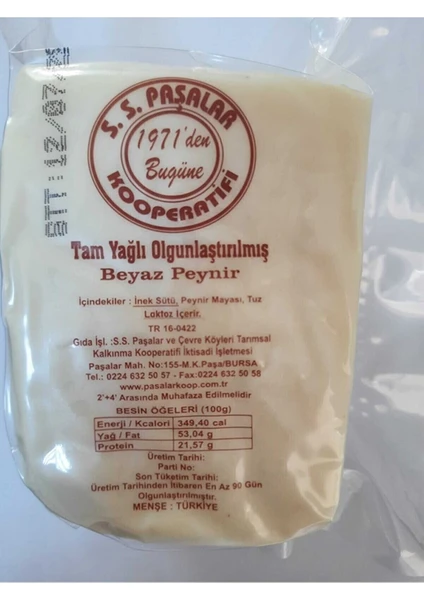 S. S. PAŞALAR
1971'den
Bugüne
KOOPERATİFİ
Tam Yağlı Olgunlaştırılmış
Beyaz Peynir
İçindekiler : İnek Sütü, Peynir Mayası, Tuz
Laktoz İçerir.
TR 16-0422
Gıda İşl. :S.S. Paşalar ve Çevre Köyleri Tarımsal
Kalkınma Kooperatifi İktisadi İşletmesi
Paşalar Mah. No:155-M.K.Paşa/BURSA
Tel.: 0224 632 50 57 - Fax:0224 632 50 58
www.pasalarkoop.com.tr
2°+4° Arasında Muhafaza Edilmelidir
BESİN ÖĞELERİ (100g)
Enerji / Kcalori 349,40 cal
Yağ / Fat 53,04 g
Protein 21,57 g
Üretim Tarihi:
Parti No:
Son Tüketim Tarihi:
Üretim Tarihinden İtibaren En Az 90 Gün
Olgunlaştırılmıştır.
MENŞE : TÜRKİYE